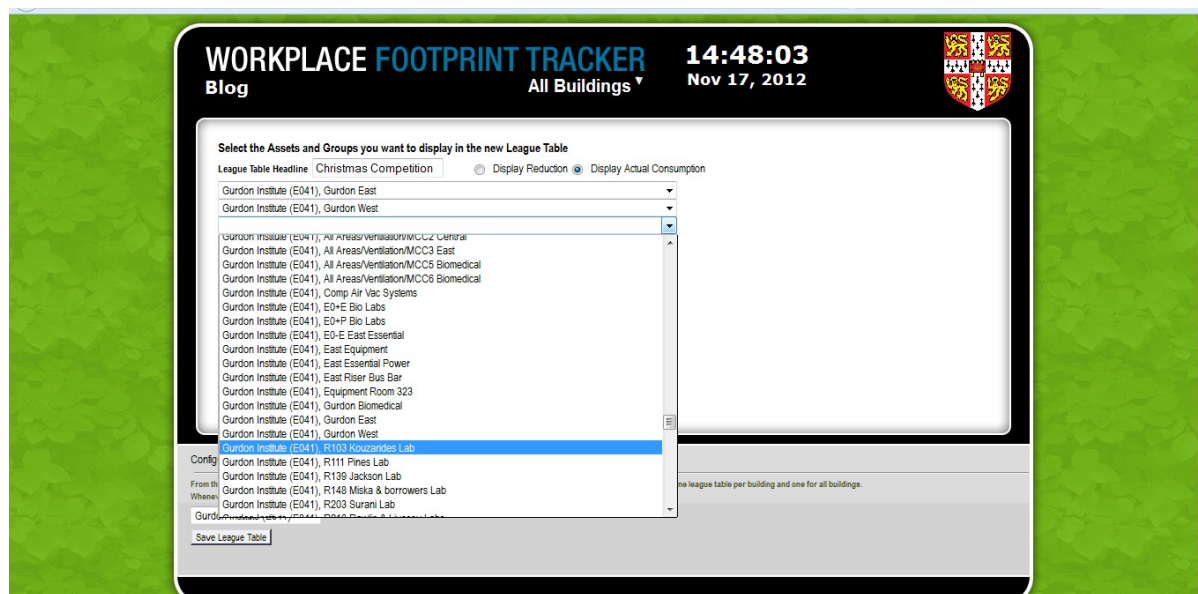 WORKPLACE FOOTPRINT TRACKER
Blog
All Buildings
14:48:03
Nov 17, 2012
Select the Assets and Groups you want to display in the new League Table
League Table Headline Christmas Competition Display Reduction Display Actual Consumption
Gurdon Institute (E041), Gurdon East
Gurdon Institute (E041), Gurdon West
Gurdon Institute (E041), All Areas/Ventilation/MCC2 Central
Gurdon Institute (E041), All Areas/Ventilation/MCC3 East
Gurdon Institute (E041), All Areas/Ventilation/MCC5 Biomedical
Gurdon Institute (E041), All Areas/Ventilation/MCC6 Biomedical
Gurdon Institute (E041), Comp Air Vac Systems
Gurdon Institute (E041), E0+E Bio Labs
Gurdon Institute (E041), E0+P Bio Labs
Gurdon Institute (E041), E0-E East Essential
Gurdon Institute (E041), East Equipment
Gurdon Institute (E041), East Essential Power
Gurdon Institute (E041), East Riser Bus Bar
Gurdon Institute (E041), Equipment Room 323
Gurdon Institute (E041), Gurdon Biomedical
Gurdon Institute (E041), Gurdon East
Gurdon Institute (E041), Gurdon West
Gurdon Institute (E041), R103 Kouzarides Lab
Gurdon Institute (E041), R111 Pines Lab
Gurdon Institute (E041), R139 Jackson Lab
Gurdon Institute (E041), R148 Miska & borrowers Lab
Gurdon Institute (E041), R203 Surani Lab
Config
From th
ne league table per building and one for all buildings.
Whenev
Save League Table